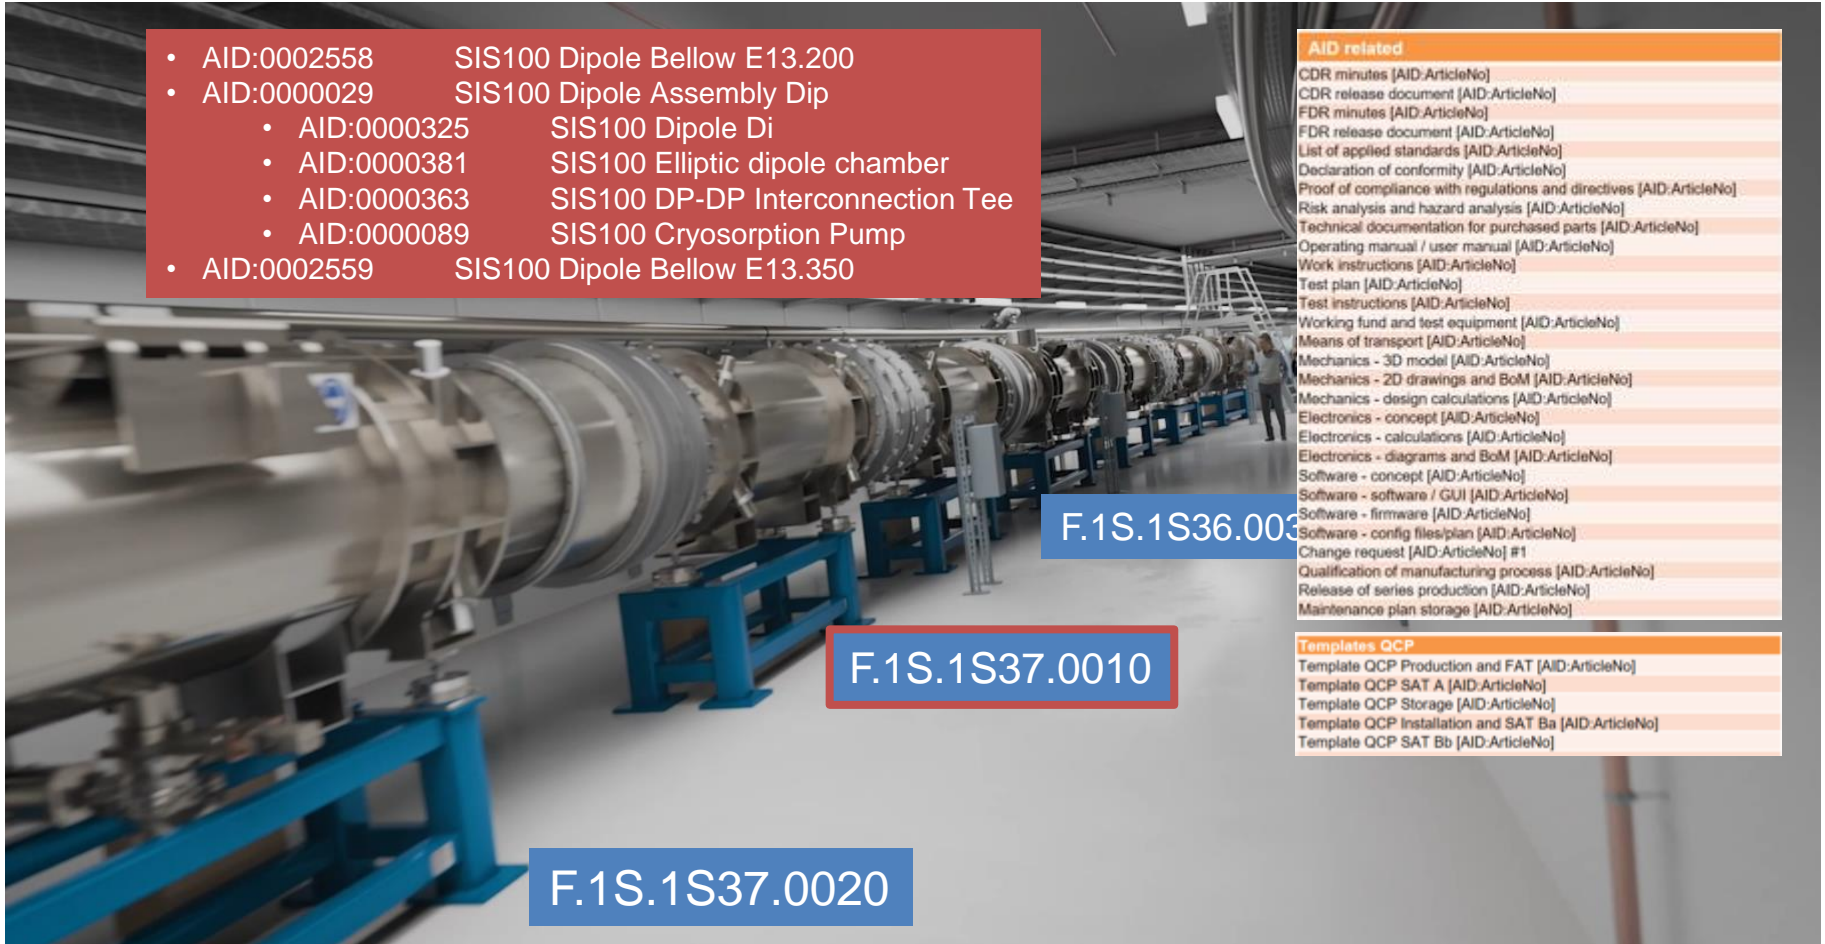 • AID:0002558 SIS100 Dipole Bellow E13.200
• AID:0000029 SIS100 Dipole Assembly Dip
• AID:0000325 SIS100 Dipole Di
• AID:0000381 SIS100 Elliptic dipole chamber
• AID:0000363 SIS100 DP-DP Interconnection Tee
• AID:0000089 SIS100 Cryosorption Pump
• AID:0002559 SIS100 Dipole Bellow E13.350
F.1S.1S36.003
F.1S.1S37.0010
F.1S.1S37.0020
AID related
CDR minutes [AID:ArticleNo]
CDR release document [AID:ArticleNo]
FDR minutes [AID:ArticleNo]
FDR release document [AID:ArticleNo]
List of applied standards [AID:ArticleNo]
Declaration of conformity [AID:ArticleNo]
Proof of compliance with regulations and directives [AID:ArticleNo]
Risk analysis and hazard analysis [AID:ArticleNo]
Technical documentation for purchased parts [AID:ArticleNo]
Operating manual / user manual [AID:ArticleNo]
Work instructions [AID:ArticleNo]
Test plan [AID:ArticleNo]
Test instructions [AID:ArticleNo]
Working fund and test equipment [AID:ArticleNo]
Means of transport [AID:ArticleNo]
Mechanics - 3D model [AID:ArticleNo]
Mechanics - 2D drawings and BoM [AID:ArticleNo]
Mechanics - design calculations [AID:ArticleNo]
Electronics - concept [AID:ArticleNo]
Electronics - calculations [AID:ArticleNo]
Electronics - diagrams and BoM [AID:ArticleNo]
Software - concept [AID:ArticleNo]
Software - software / GUI [AID:ArticleNo]
Software - firmware [AID:ArticleNo]
Software - config files/plan [AID:ArticleNo]
Change request [AID:ArticleNo] #1
Qualification of manufacturing process [AID:ArticleNo]
Release of series production [AID:ArticleNo]
Maintenance plan storage [AID:ArticleNo]
Templates QCP
Template QCP Production and FAT [AID:ArticleNo]
Template QCP SAT A [AID:ArticleNo]
Template QCP Storage [AID:ArticleNo]
Template QCP Installation and SAT Ba [AID:ArticleNo]
Template QCP SAT Bb [AID:ArticleNo]